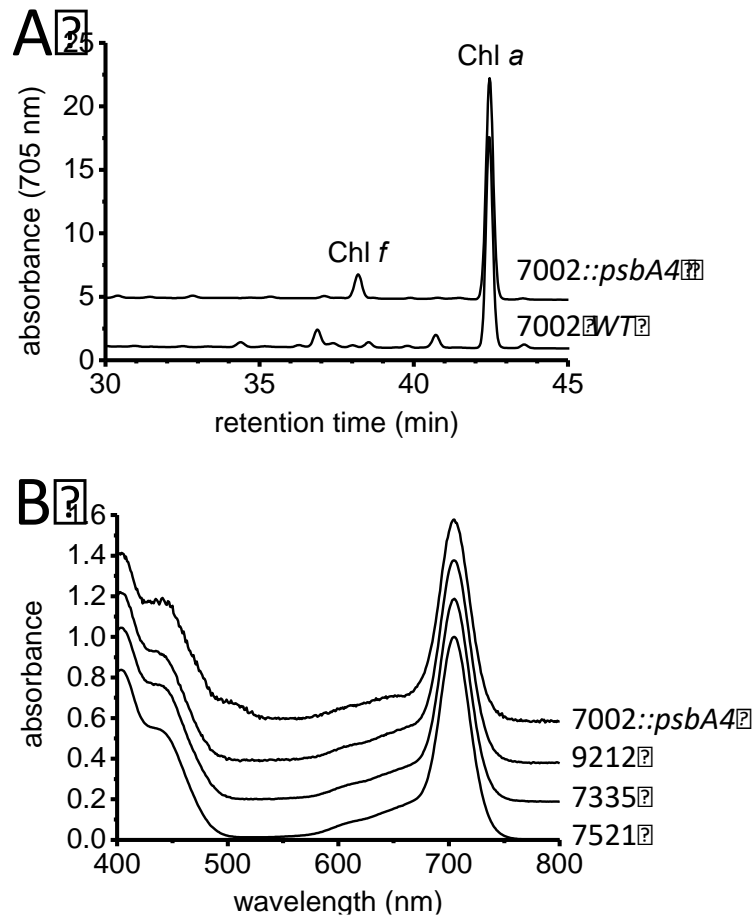 A
25
20
15
10
5
0
absorbance (705 nm)
Chl a
Chl f
7002::psbA4
7002 WT
30 35 40 45
retention time (min)
B
1.6
1.4
1.2
1.0
0.8
0.6
0.4
0.2
0.0
absorbance
7002::psbA4
9212
7335
7521
400 500 600 700 800
wavelength (nm)